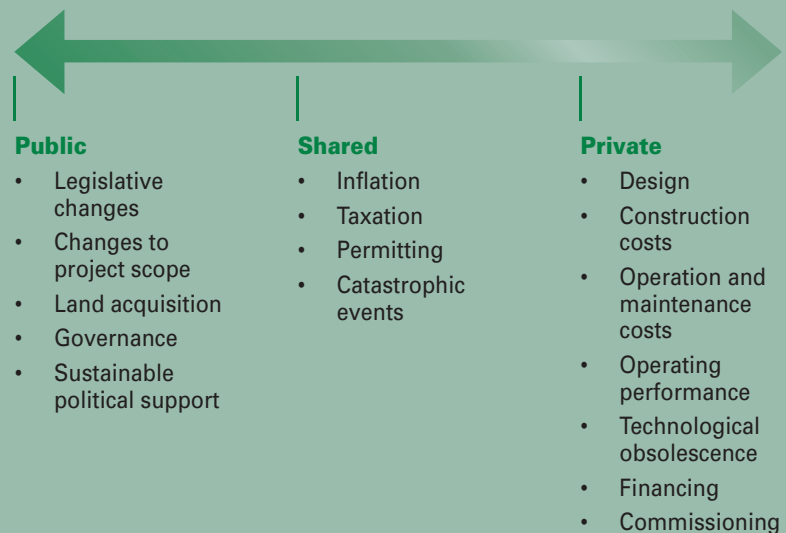 Public
• Legislative
changes
• Changes to
project scope
• Land acquisition
• Governance
• Sustainable
political support
Shared
• Inflation
• Taxation
• Permitting
• Catastrophic
events
Private
• Design
• Construction
costs
• Operation and
maintenance
costs
• Operating
performance
• Technological
obsolescence
• Financing
• Commissioning